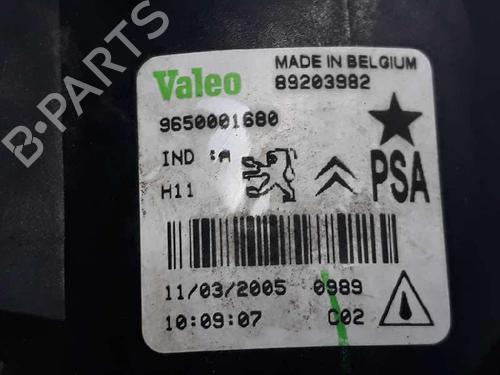 Valeo
MADE IN BELGIUM
89203982
9650001680
IND :A
H11
PSA
11/03/2005 0989
10:09:07 C02
B-PARTS